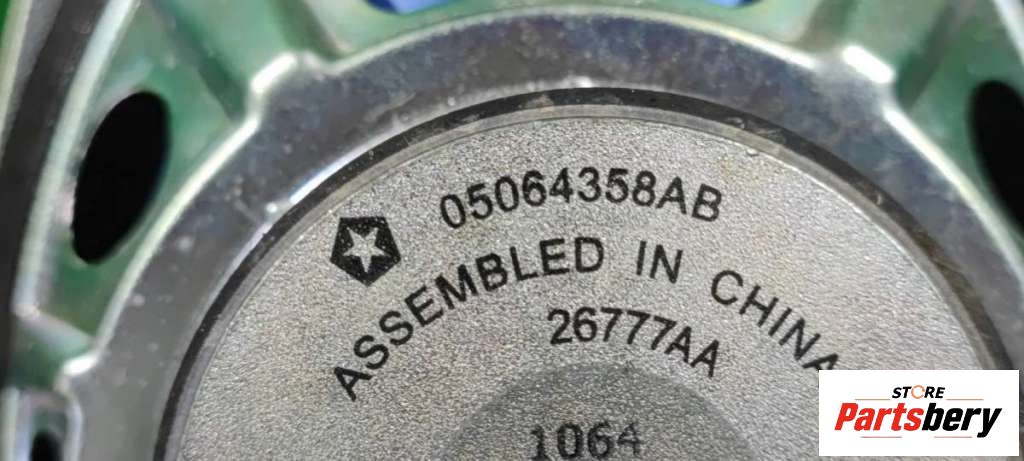 05064358AB
ASSEMBLED IN CHINA
26777AA
1064
STORE
Partsbery